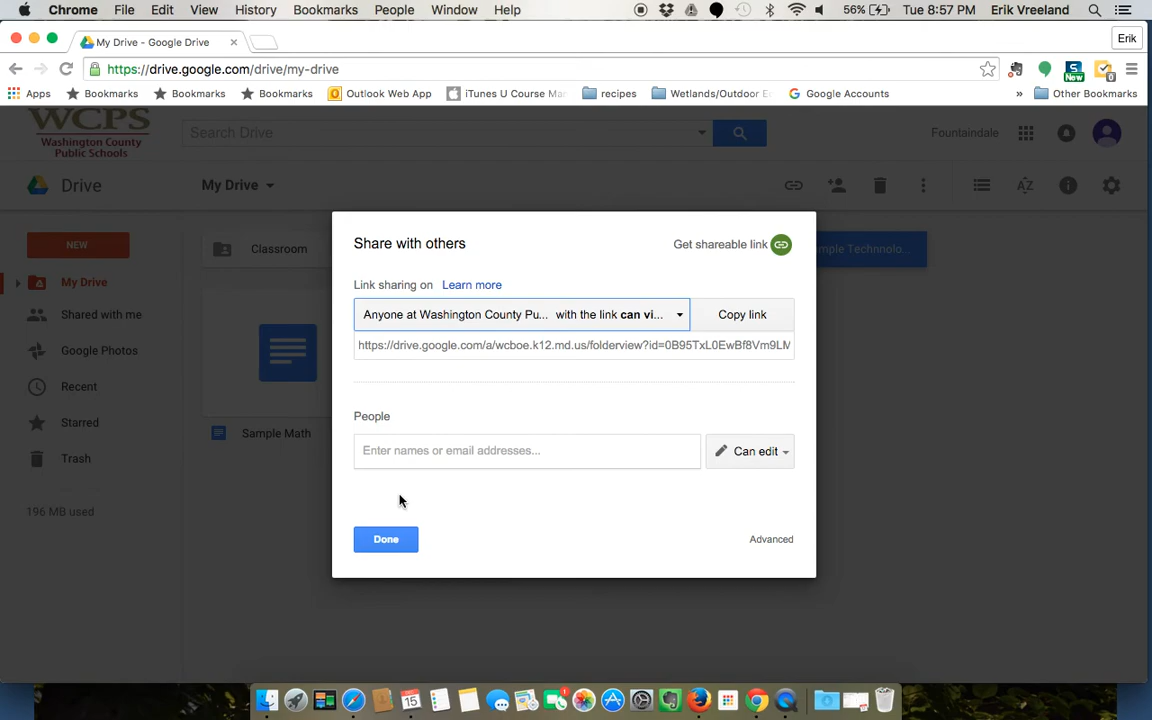 Chrome File Edit View History Bookmarks People Window Help 56% Tue 8:57 PM Erik Vreeland
My Drive - Google Drive Erik
https://drive.google.com/drive/my-drive New 0
Apps Bookmarks Bookmarks Bookmarks Outlook Web App iTunes U Course Ma recipes Wetlands/Outdoor E Google Accounts » Other Bookmarks
WCPS
Washington County
Public Schools
Search Drive
Fountaindale
Drive
My Drive
NEW
My Drive
Shared with me
Google Photos
Recent
Starred
Trash
196 MB used
Classroom
mple Technnolo...
Sample Math
Share with others
Get shareable link
Link sharing on Learn more
Anyone at Washington County Pu... with the link can vi...
Copy link
https://drive.google.com/a/wcboe.k12.md.us/folderview?id=0B95TxL0EwBf8Vm9LM
People
Enter names or email addresses...
Can edit
Done
Advanced
15
1